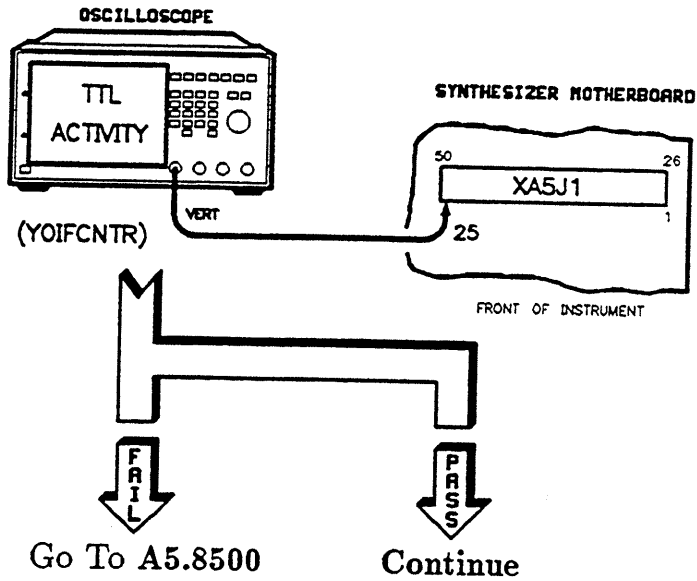 OSCILLOSCOPE
TTL
ACTIVITY
SYNTHESIZER MOTHERBOARD
50
26
XA5J1
VERT
25
1
(YOIFCNTR)
FRONT OF INSTRUMENT
FAIL
PASS
Go To A5.8500
Continue